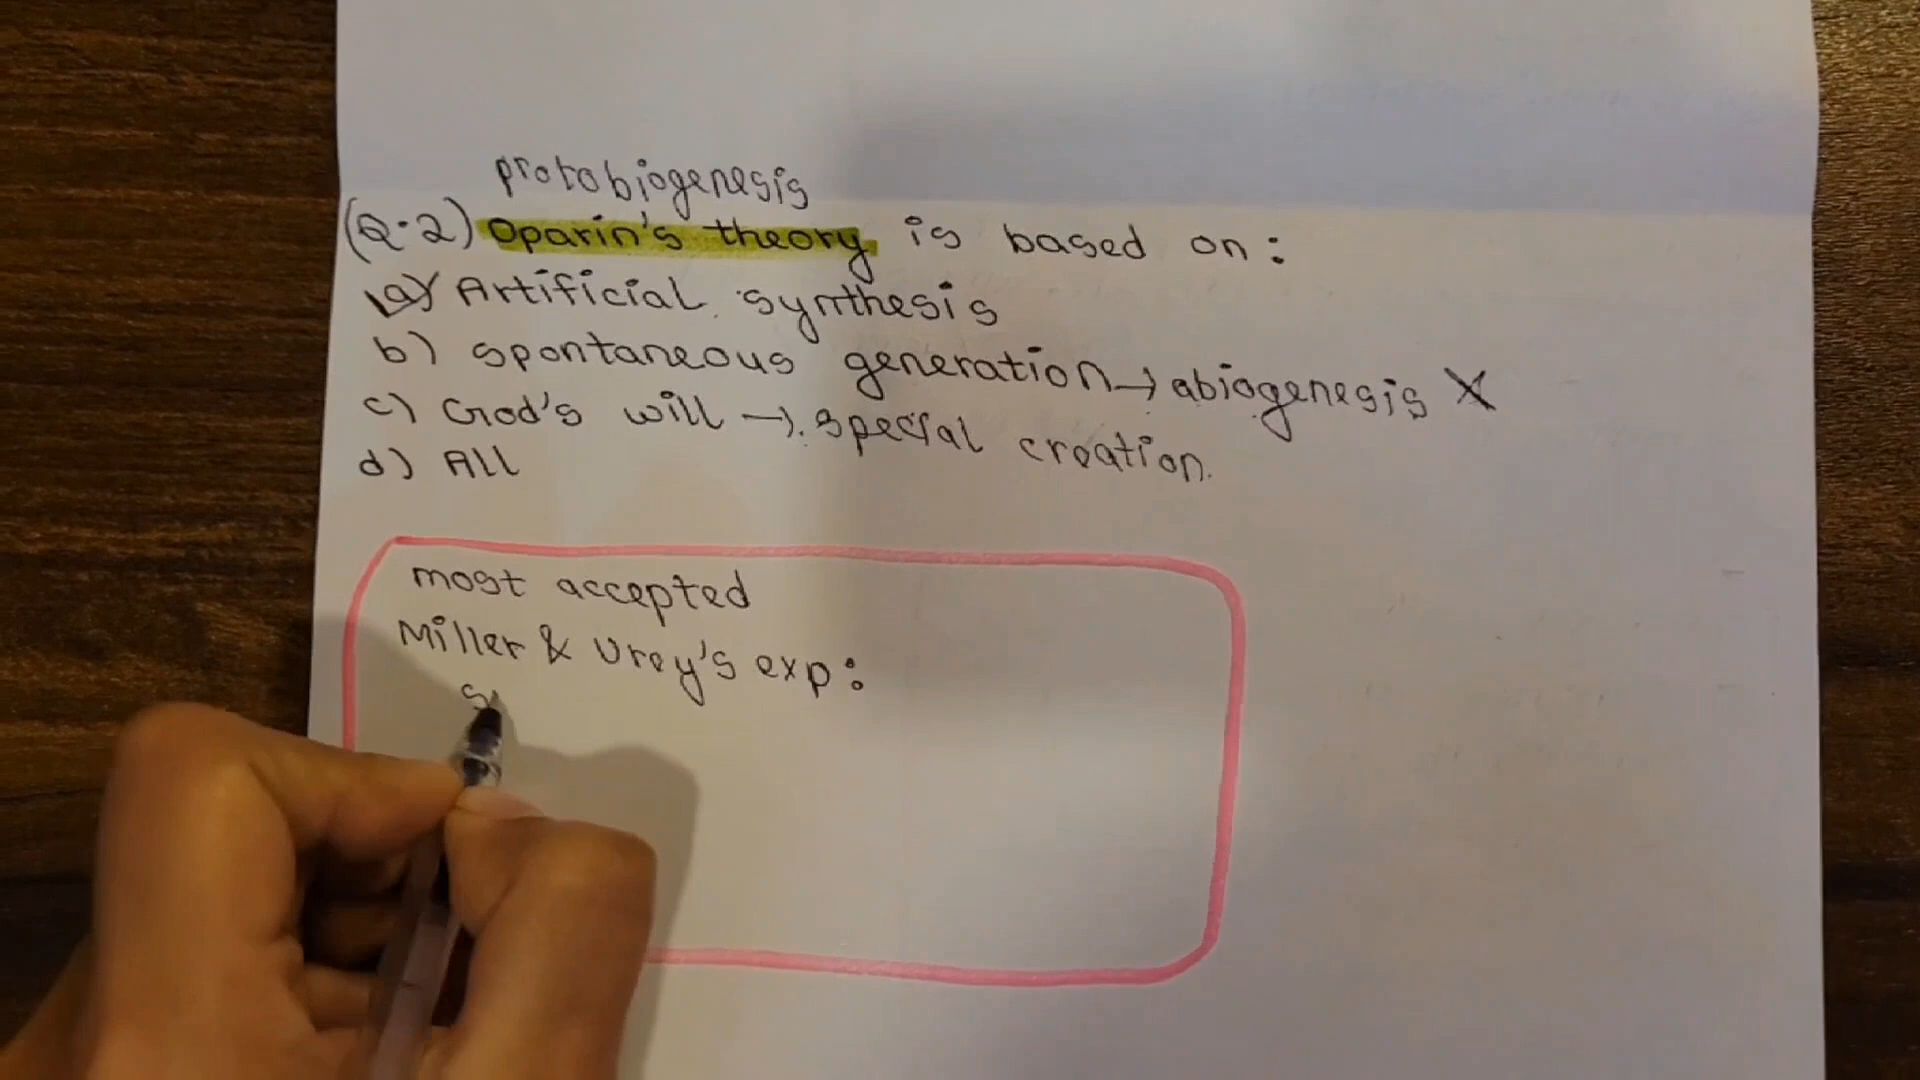 protobiogenesis
(Q.2) Oparin's theory is based on:
a) Artificial synthesis
b) spontaneous generation → abiogenesis X
c) God's will → special creation.
d) All
most accepted
Miller & Urey's exp: